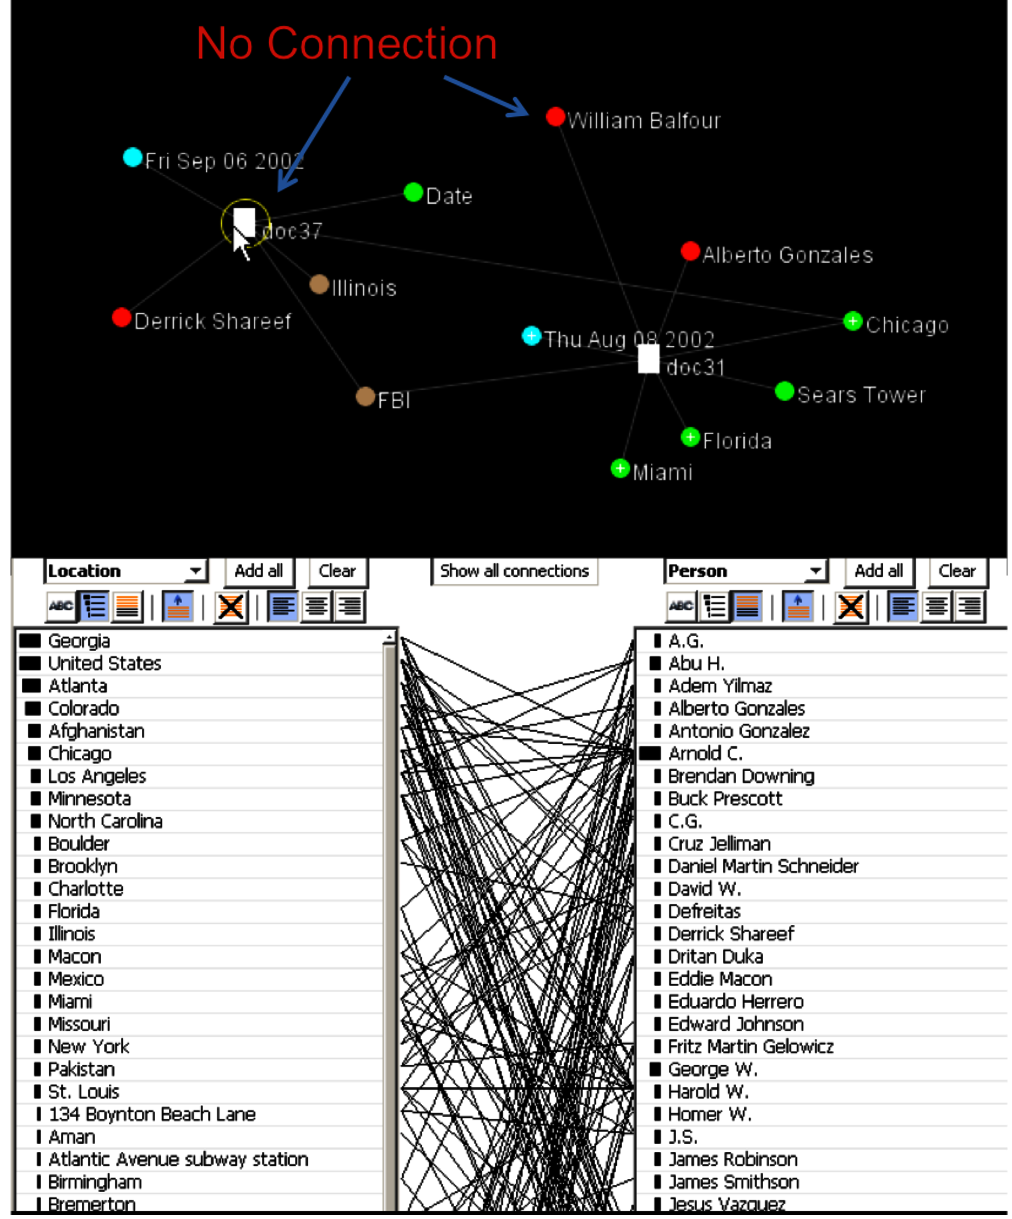 No Connection
William Balfour
Fri Sep 06 2002
Date
doc37
Alberto Gonzales
Illinois
Derrick Shareef
Chicago
Thu Aug 08 2002
doc31
Sears Tower
FBI
Florida
Miami
Location Add all Clear Show all connections Person Add all Clear
ABC ABC
Georgia A.G.
United States Abu H.
Atlanta Adem Yilmaz
Colorado Alberto Gonzales
Afghanistan Antonio Gonzalez
Chicago Arnold C.
Los Angeles Brendan Downing
Minnesota Buck Prescott
North Carolina C.G.
Boulder Cruz Jelliman
Brooklyn Daniel Martin Schneider
Charlotte David W.
Florida Defreitas
Illinois Derrick Shareef
Macon Dritan Duka
Mexico Eddie Macon
Miami Eduardo Herrero
Missouri Edward Johnson
New York Fritz Martin Gelowicz
Pakistan George W.
St. Louis Harold W.
134 Boynton Beach Lane Homer W.
Aman J.S.
Atlantic Avenue subway station James Robinson
Birmingham James Smithson
Bremerton Jesus Vazquez